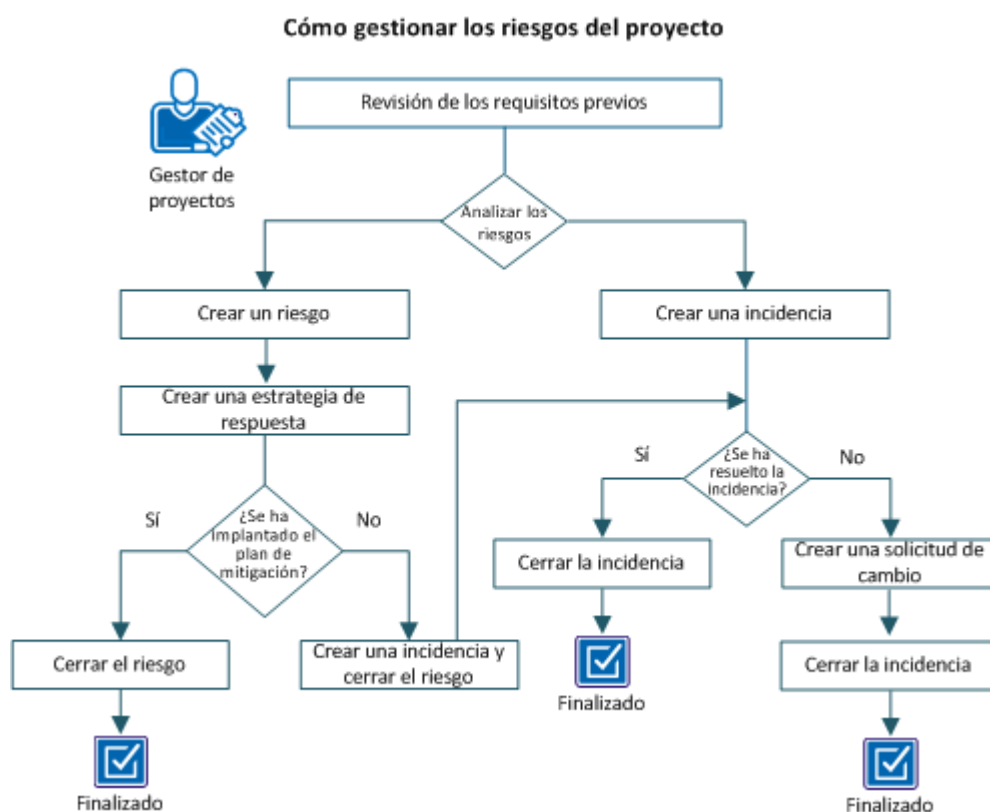 Cómo gestionar los riesgos del proyecto
Revisión de los requisitos previos
Gestor de
proyectos
Analizar los
riesgos
Crear un riesgo
Crear una incidencia
Crear una estrategia de
respuesta
Sí
¿Se ha
resuelto la
incidencia?
No
Sí
¿Se ha
implantado el
plan de
mitigación?
No
Cerrar la incidencia
Crear una solicitud de
cambio
Cerrar el riesgo
Crear una incidencia y
cerrar el riesgo
Cerrar la incidencia
Finalizado
Finalizado
Finalizado